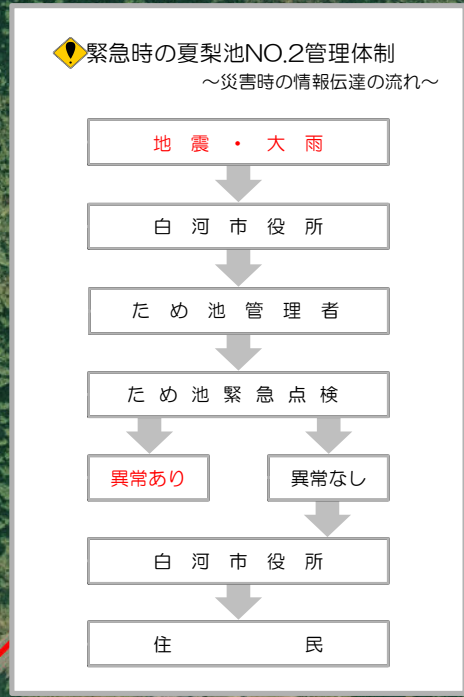 緊急時の夏梨池NO.2管理体制
～災害時の情報伝達の流れ～
地震・大雨
白河市役所
ため池管理者
ため池緊急点検
異常あり 異常なし
白河市役所
住民